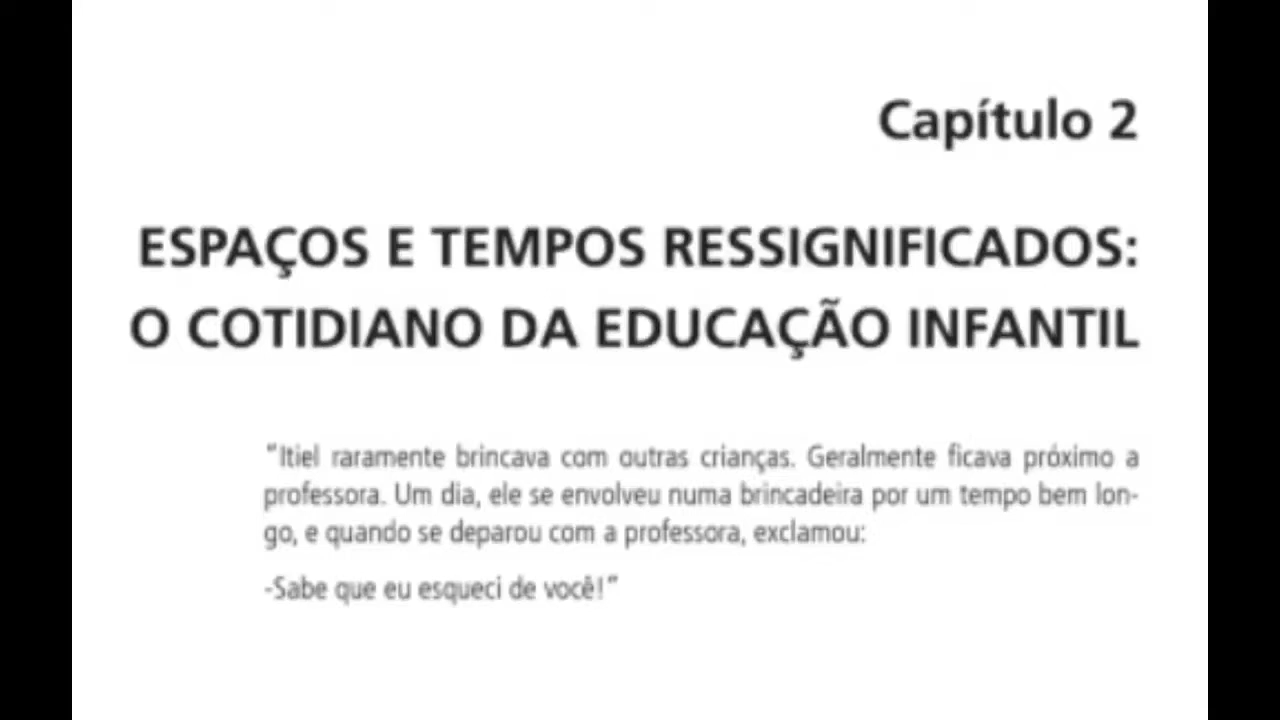 Capítulo 2
ESPAÇOS E TEMPOS RESSIGNIFICADOS:
O COTIDIANO DA EDUCAÇÃO INFANTIL
"Itiel raramente brincava com outras crianças. Geralmente ficava próximo a
professora. Um dia, ele se envolveu numa brincadeira por um tempo bem lon-
go, e quando se deparou com a professora, exclamou:
-Sabe que eu esqueci de você!"